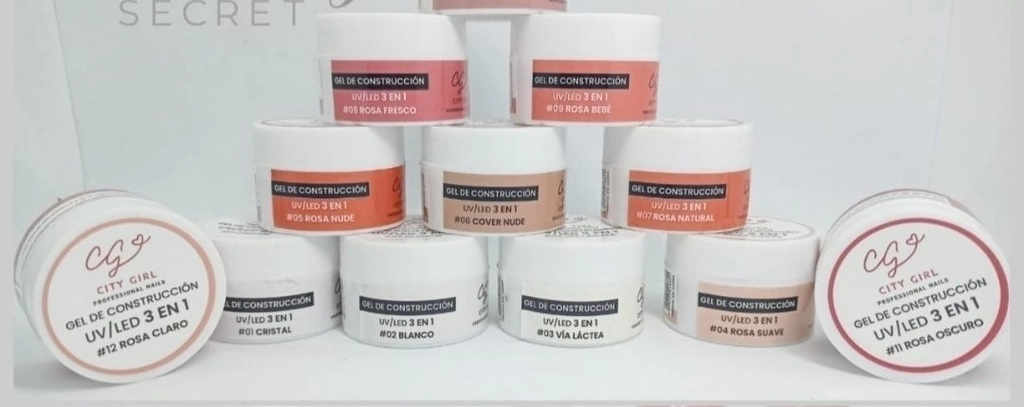 SECRET
GEL DE CONSTRUCCIÓN
UV/LED 3 EN 1
#08 ROSA FRESCO
GEL DE CONSTRUCCIÓN
UV/LED 3 EN 1
#09 ROSA BEBÉ
GEL DE CONSTRUCCIÓN
UV/LED 3 EN 1
#05 ROSA NUDE
GEL DE CONSTRUCCIÓN
UV/LED 3 EN 1
#06 COVER NUDE
GEL DE CONSTRUCCIÓN
UV/LED 3 EN 1
#07 ROSA NATURAL
CG
CITY GIRL
PROFESSIONAL NAILS
GEL DE CONSTRUCCIÓN
UV/LED 3 EN 1
#12 ROSA CLARO
DE CONSTRUCCIÓN
UV/LED 3 EN 1
#01 CRISTAL
GEL DE CONSTRUCCIÓN
UV/LED 3 EN 1
#02 BLANCO
GEL DE CONSTRUCCIÓN
UV/LED 3 EN 1
#03 VÍA LÁCTEA
GEL DE CONSTRUCCIÓN
UV/LED 3 EN 1
#04 ROSA SUAVE
CG
CITY GIRL
PROFESSIONAL NAILS
GEL DE CONSTRUCCIÓN
UV/LED 3 EN 1
#11 ROSA OSCURO